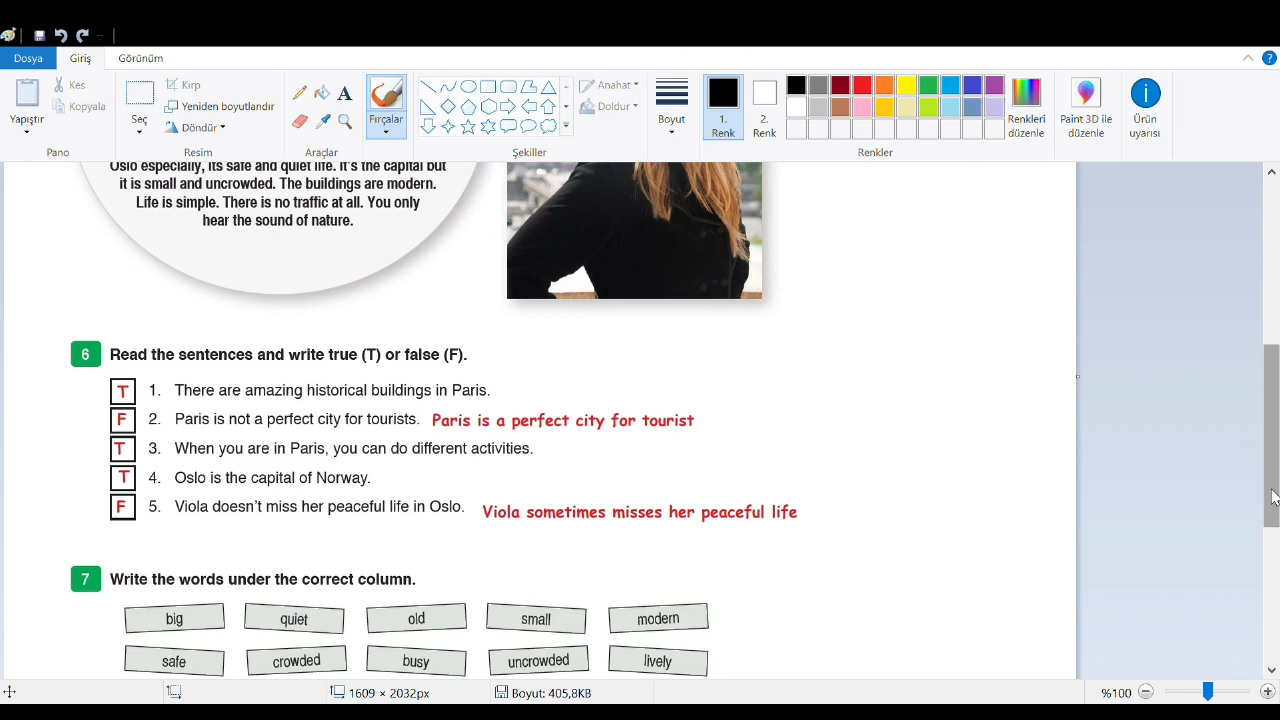 Dosya Giriş Görünüm
Yapıştır
Kes
Kopyala
Pano
Seç
Kırp
Yeniden boyutlandır
Döndür
Resim
A
Araçlar
Fırçalar
Şekiller
Anahat
Doldur
Boyut
1. Renk
2. Renk
Renkleri düzenle
Renkler
Paint 3D ile düzenle
Ürün uyarısı
Oslo especially, its safe and quiet life. It's the capital but
it is small and uncrowded. The buildings are modern.
Life is simple. There is no traffic at all. You only
hear the sound of nature.
6 Read the sentences and write true (T) or false (F).
T 1. There are amazing historical buildings in Paris.
F 2. Paris is not a perfect city for tourists. Paris is a perfect city for tourist
T 3. When you are in Paris, you can do different activities.
T 4. Oslo is the capital of Norway.
F 5. Viola doesn't miss her peaceful life in Oslo. Viola sometimes misses her peaceful life
7 Write the words under the correct column.
big quiet old small modern
safe crowded busy uncrowded lively
1609 × 2032px Boyut: 405,8KB %100